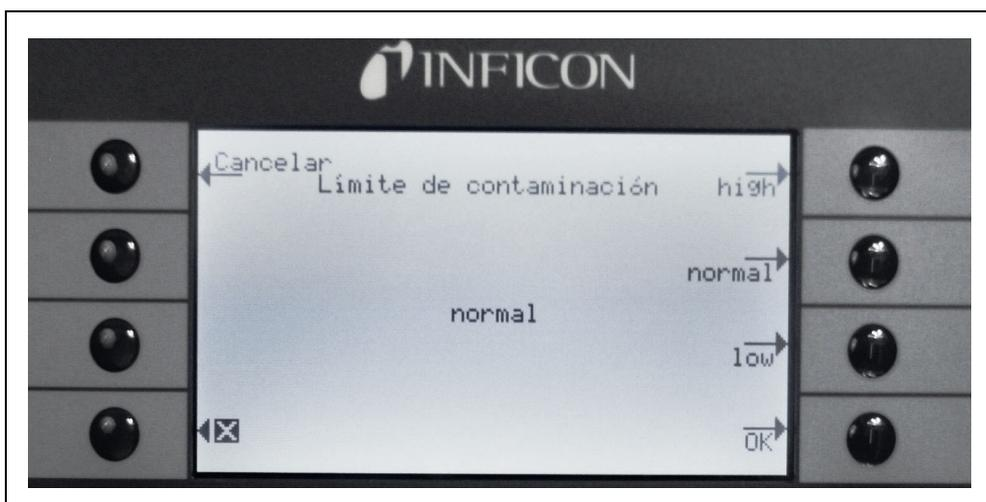 INFICON
Cancelar
Límite de contaminación high
normal
normal
low
OK